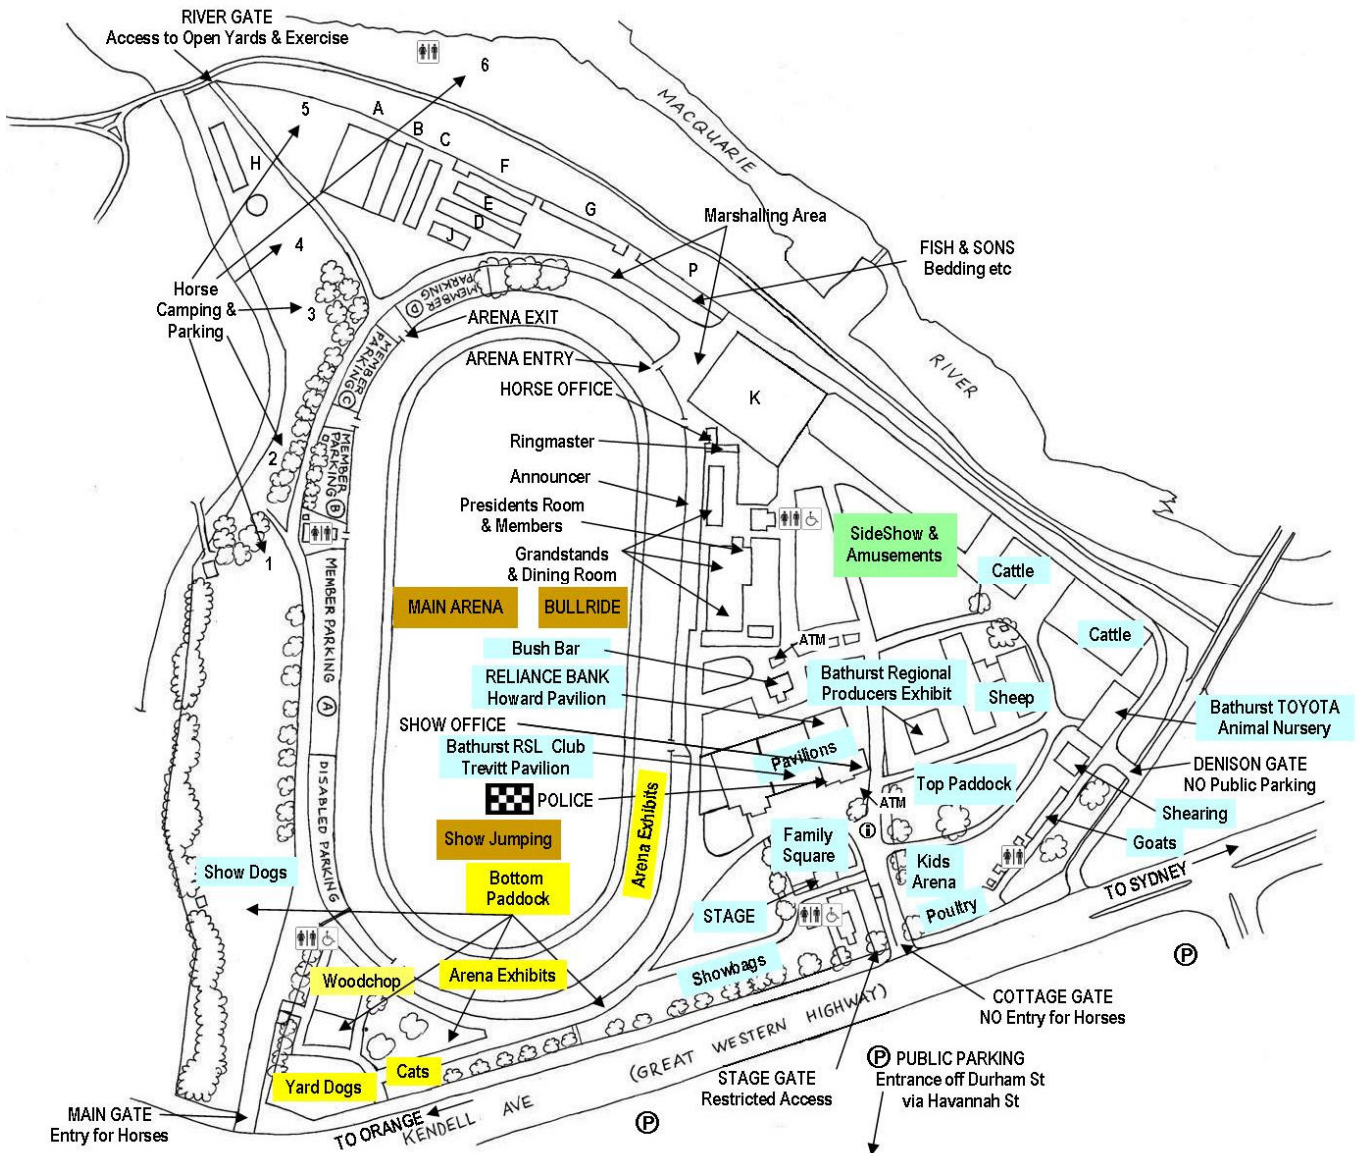 RIVER GATE
Access to Open Yards & Exercise
6
5
A
B
C
F
H
E
D
J
G
P
4
3
2
1
MACQUARIE
RIVER
Marshalling Area
FISH & SONS
Bedding etc
Horse
Camping &
Parking
MEMBER
PARKING
D
MEMBER
PARKING
C
MEMBER
PARKING
B
MEMBER PARKING
A
DISABLED PARKING
ARENA EXIT
ARENA ENTRY
HORSE OFFICE
K
Ringmaster
Announcer
Presidents Room
& Members
Grandstands
& Dining Room
MAIN ARENA
BULLRIDE
SideShow &
Amusements
Cattle
Cattle
Bush Bar
ATM
RELIANCE BANK
Howard Pavilion
Bathurst Regional
Producers Exhibit
Sheep
Bathurst TOYOTA
Animal Nursery
SHOW OFFICE
Bathurst RSL Club
Trevitt Pavilion
Pavilions
DENISON GATE
NO Public Parking
POLICE
ATM
Top Paddock
Shearing
Goats
Show Jumping
Arena Exhibits
Family
Square
i
Kids
Arena
Poultry
TO SYDNEY
Show Dogs
Bottom
Paddock
STAGE
Showbags
P
Woodchop
Arena Exhibits
COTTAGE GATE
NO Entry for Horses
Yard Dogs
Cats
(GREAT WESTERN HIGHWAY)
STAGE GATE
Restricted Access
P PUBLIC PARKING
Entrance off Durham St
via Havannah St
MAIN GATE
Entry for Horses
TO ORANGE
KENDELL AVE
P